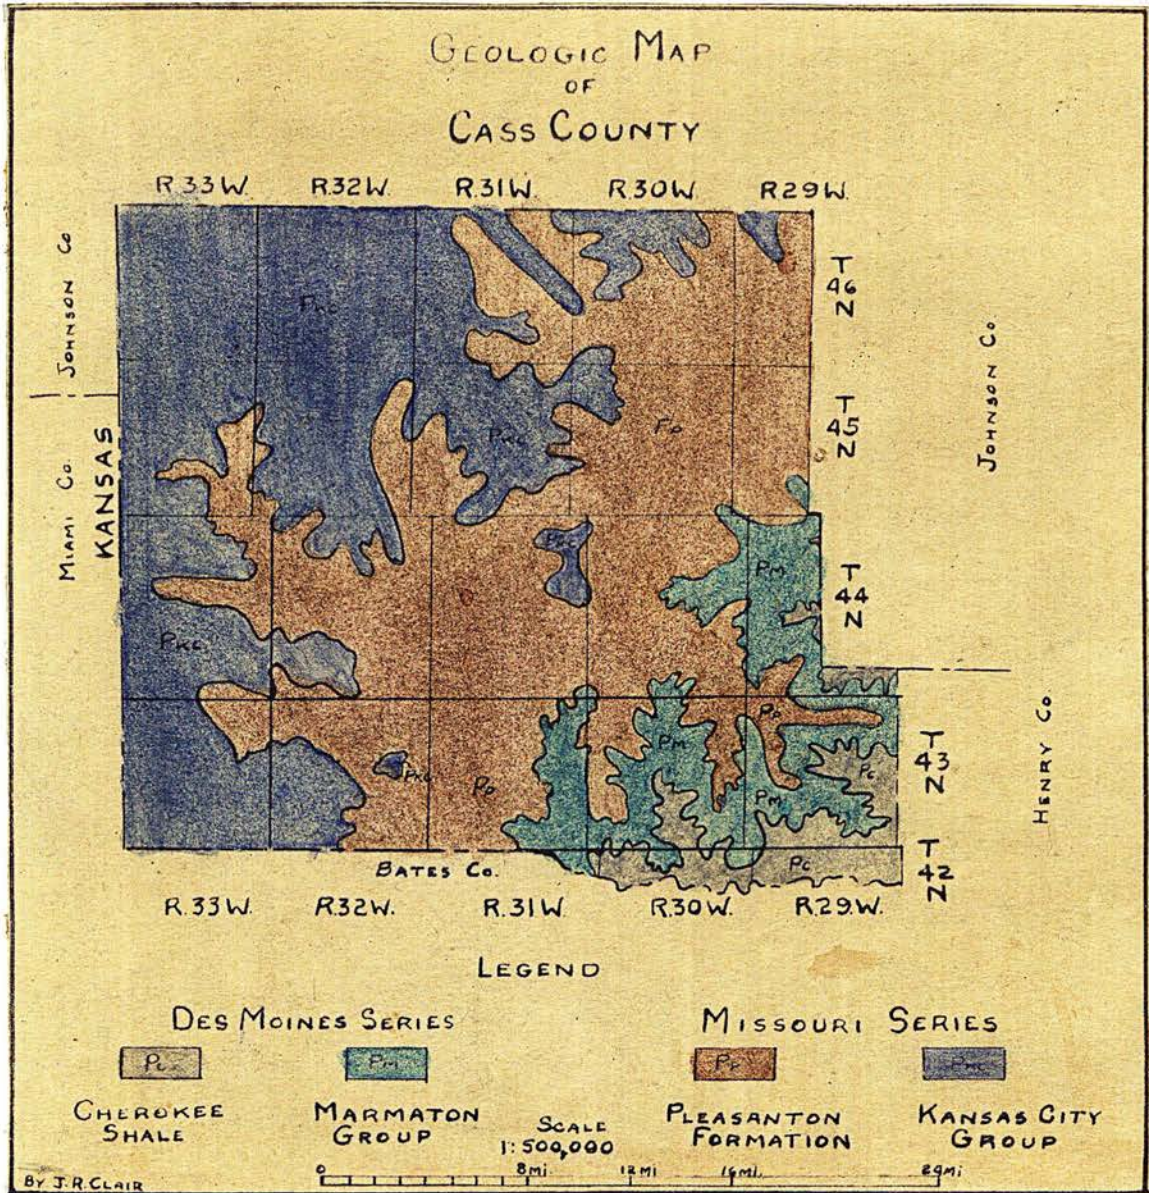 GEOLOGIC MAP
OF
CASS COUNTY
R.33W. R.32W. R.31W. R.30W R.29W.
JOHNSON CO
MIAMI CO.
KANSAS
T
46
N
T
45
N
T
44
N
T
43
N
T
42
N
JOHNSON CO.
HENRY CO
PKC
PKC
PP
PKC
PM
PKC
PP
PM
PC
PKC
PP
PM
PC
BATES CO.
R.33W. R.32W. R.31W. R.30W. R.29.W.
LEGEND
DES MOINES SERIES MISSOURI SERIES
PC PM PP PKC
CHEROKEE
SHALE
MARMATON
GROUP
SCALE
1:500,000
PLEASANTON
FORMATION
KANSAS CITY
GROUP
0 8MI. 12MI 16MI. 24MI
BY J.R.CLAIR